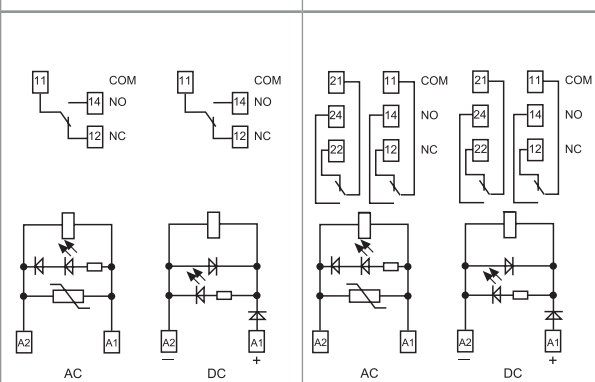 11 COM 11 COM 21 11 COM 21 11 COM
14 NO 14 NO 24 14 NO 24 14 NO
12 NC 12 NC 22 12 NC 22 12 NC
A2 A1 A2 A1 A2 A1 A2 A1
— + — +
AC DC AC DC